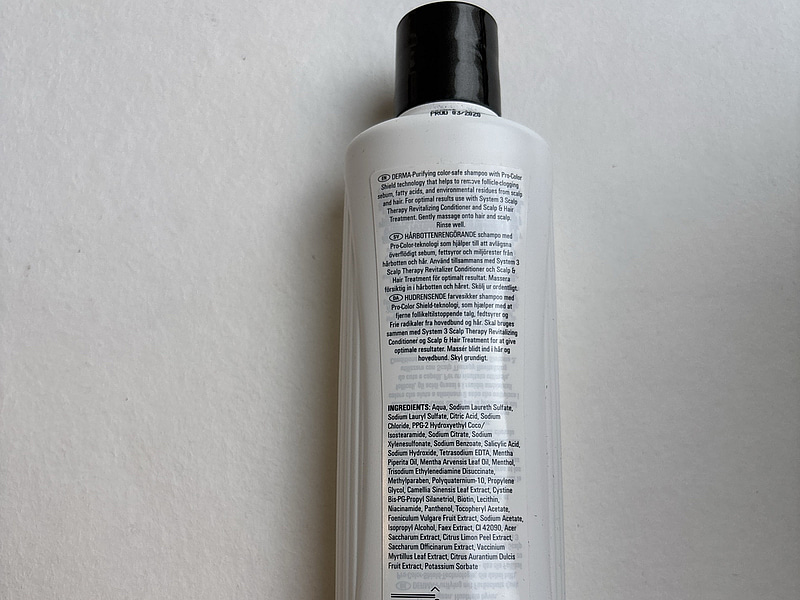 PROD 03/2020
EN DERMA-Purifying color-safe shampoo with Pro-Color
Shield technology that helps to remove follicle-clogging
sebum, fatty acids, and environmental residues from scalp
and hair. For optimal results use with System 3 Scalp
Therapy Revitalizing Conditioner and Scalp & Hair
Treatment. Gently massage onto hair and scalp.
Rinse well.
SV HÅRBOTTENRENGÖRANDE schampo med
Pro-Color-teknologi som hjälper till att avlägsna
överflödigt sebum, fettsyror och miljörester från
hårbotten och hår. Använd tillsammans med System 3
Scalp Therapy Revitalizer Conditioner och Scalp &
Hair Treatment för optimalt resultat. Massera
försiktig in i hårbotten och håret. Skölj ur ordentligt.
DA HUDRENSENDE farvesikker shampoo med
Pro-Color Shield-teknologi, som hjælper med at
fjerne follikeltilstoppende talg, fedtsyrer og
Frie radikaler fra hovedbund og hår. Skal bruges
sammen med System 3 Scalp Therapy Revitalizing
Conditioner og Scalp & Hair Treatment for at give
optimale resultater. Massér blidt ind i hår og
hovedbund. Skyl grundigt.
INGREDIENTS: Aqua, Sodium Laureth Sulfate,
Sodium Lauryl Sulfate, Citric Acid, Sodium
Chloride, PPG-2 Hydroxyethyl Coco/
Isostearamide, Sodium Citrate, Sodium
Xylenesulfonate, Sodium Benzoate, Salicylic Acid,
Sodium Hydroxide, Tetrasodium EDTA, Mentha
Piperita Oil, Mentha Arvensis Leaf Oil, Menthol,
Trisodium Ethylenediamine Disuccinate,
Methylparaben, Polyquaternium-10, Propylene
Glycol, Camellia Sinensis Leaf Extract, Cystine
Bis-PG-Propyl Silanetriol, Biotin, Lecithin,
Niacinamide, Panthenol, Tocopheryl Acetate,
Foeniculum Vulgare Fruit Extract, Sodium Acetate,
Isopropyl Alcohol, Faex Extract, CI 42090, Acer
Saccharum Extract, Citrus Limon Peel Extract,
Saccharum Officinarum Extract, Vaccinium
Myrtillus Leaf Extract, Citrus Aurantium Dulcis
Fruit Extract, Potassium Sorbate